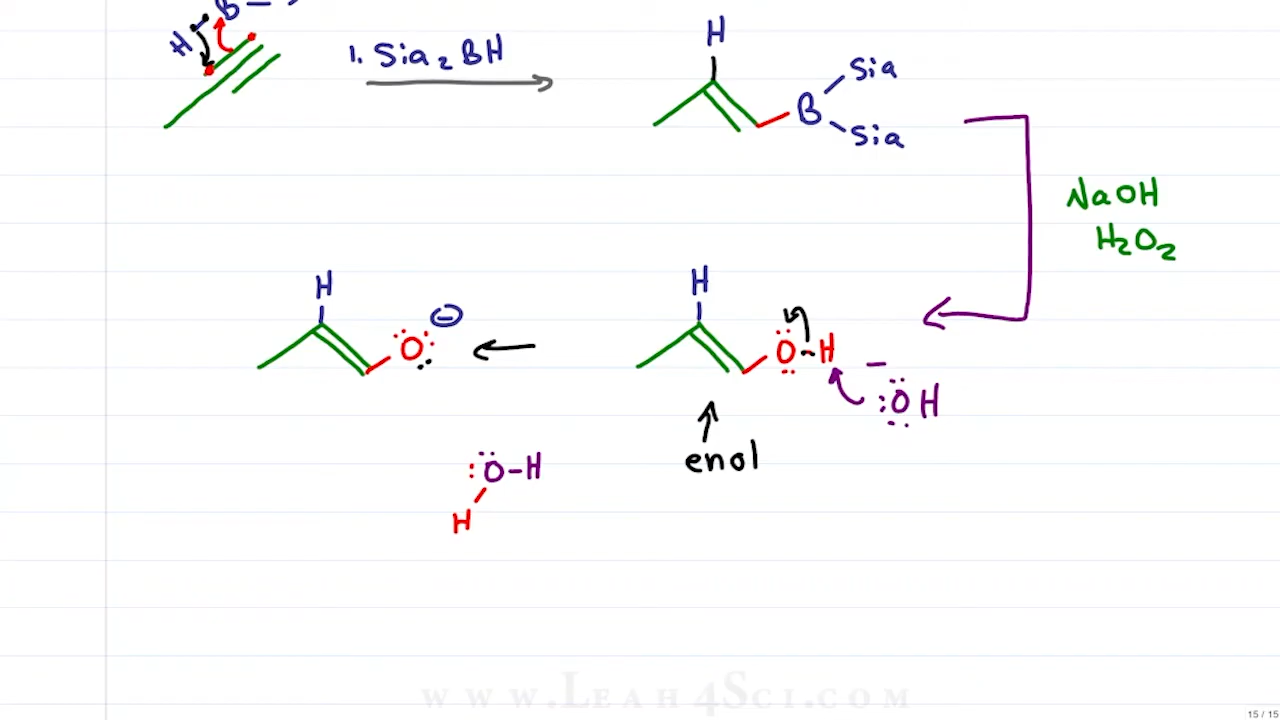 H B
1. Sia₂BH
H
B Sia
Sia
NaOH
H₂O₂
H
:O: ⊖
H
O-H
⁻:OH
enol
:O-H
H
www.Leah4Sci.com
15 / 15